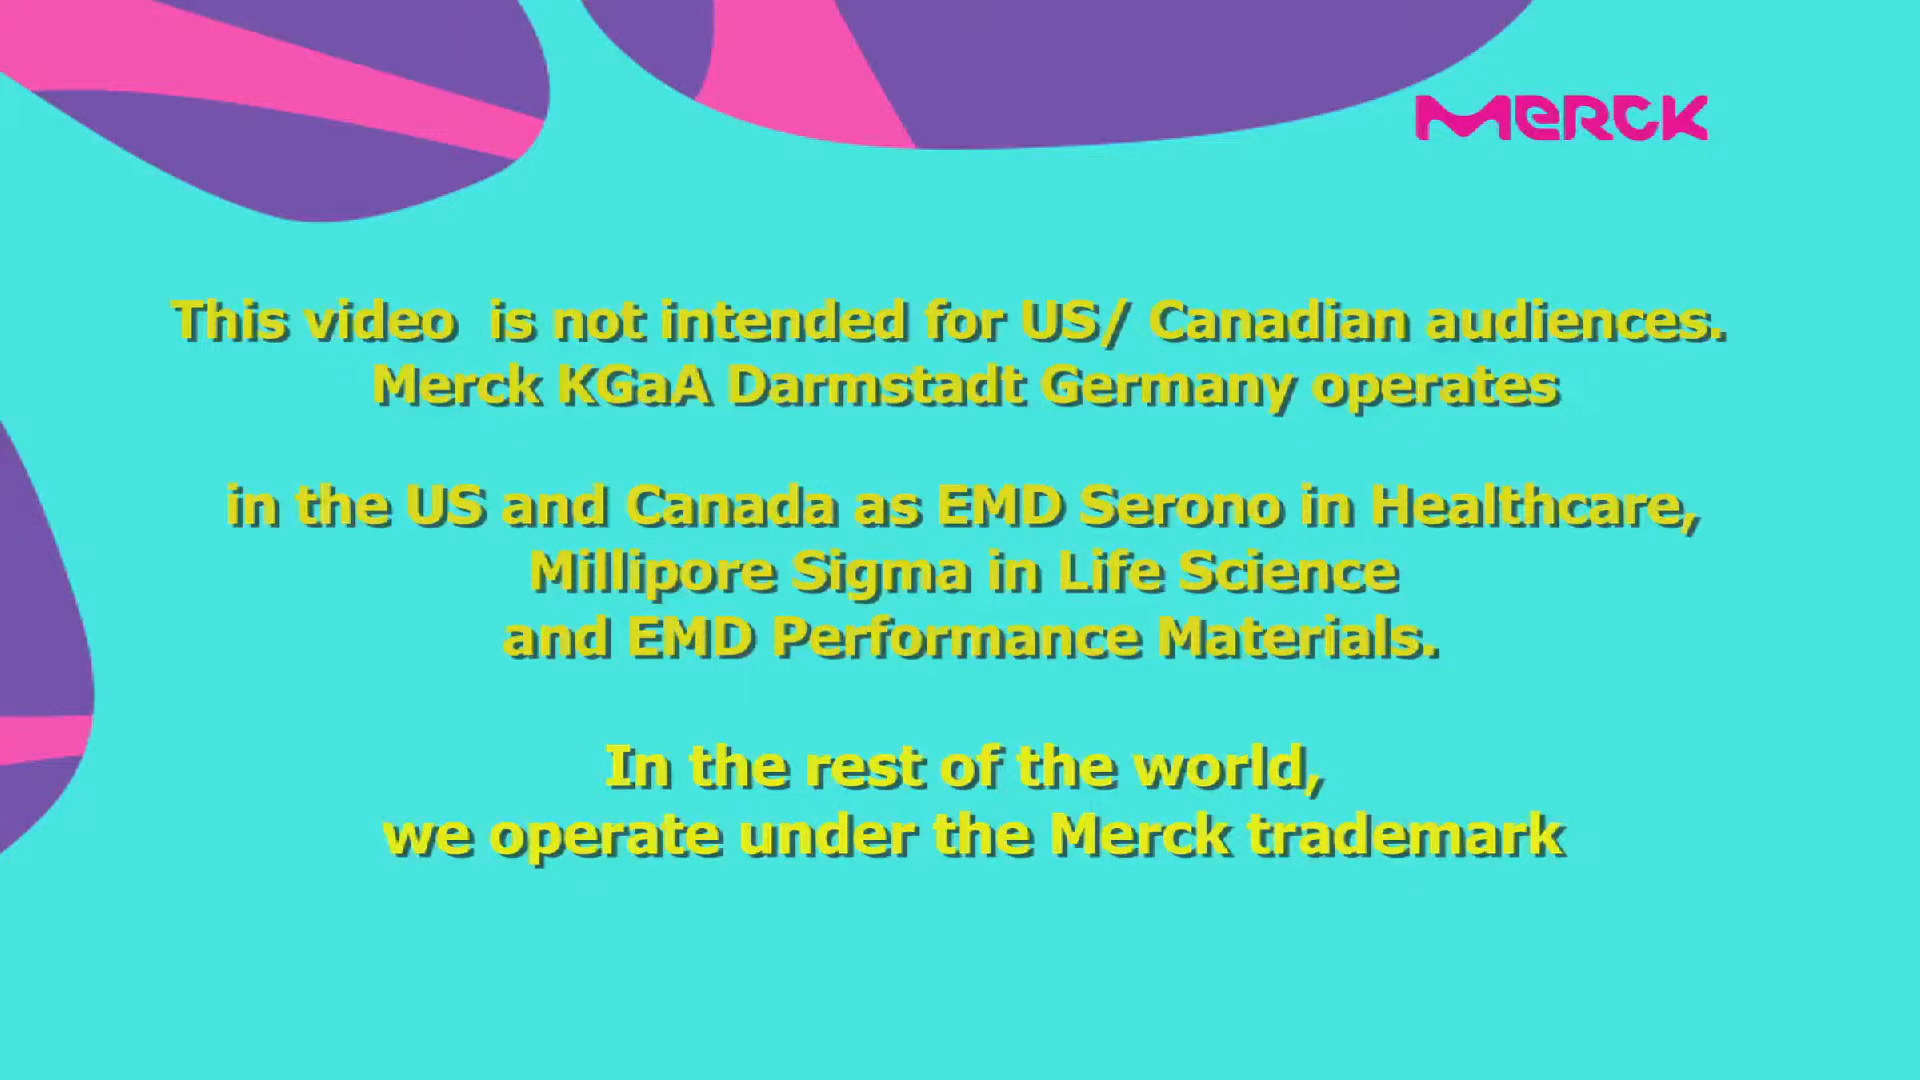 MERCK
This video is not intended for US/ Canadian audiences.
Merck KGaA Darmstadt Germany operates
in the US and Canada as EMD Serono in Healthcare,
Millipore Sigma in Life Science
and EMD Performance Materials.
In the rest of the world,
we operate under the Merck trademark